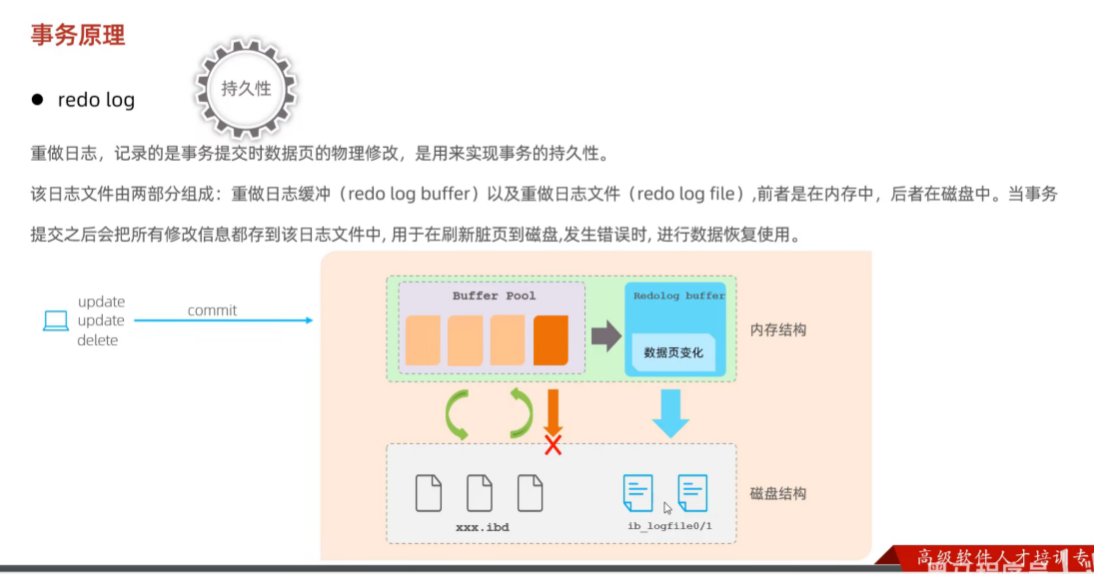 事务原理
持久性
● redo log
重做日志，记录的是事务提交时数据页的物理修改，是用来实现事务的持久性。
该日志文件由两部分组成：重做日志缓冲（redo log buffer）以及重做日志文件（redo log file）,前者是在内存中，后者在磁盘中。当事务
提交之后会把所有修改信息都存到该日志文件中, 用于在刷新脏页到磁盘,发生错误时, 进行数据恢复使用。
update
update
delete
commit
Buffer Pool
Redolog buffer
数据页变化
内存结构
xxx.ibd
ib_logfile0/1
磁盘结构
高级软件人才培训专